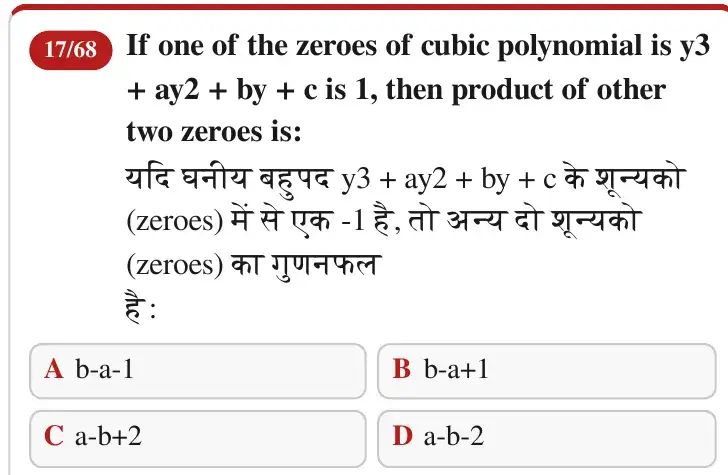 17/68 If one of the zeroes of cubic polynomial is y3
+ ay2 + by + c is 1, then product of other
two zeroes is:
यदि घनीय बहुपद y3 + ay2 + by + c के शून्यको
(zeroes) में से एक -1 है, तो अन्य दो शून्यको
(zeroes) का गुणनफल
है :
A b-a-1
B b-a+1
C a-b+2
D a-b-2